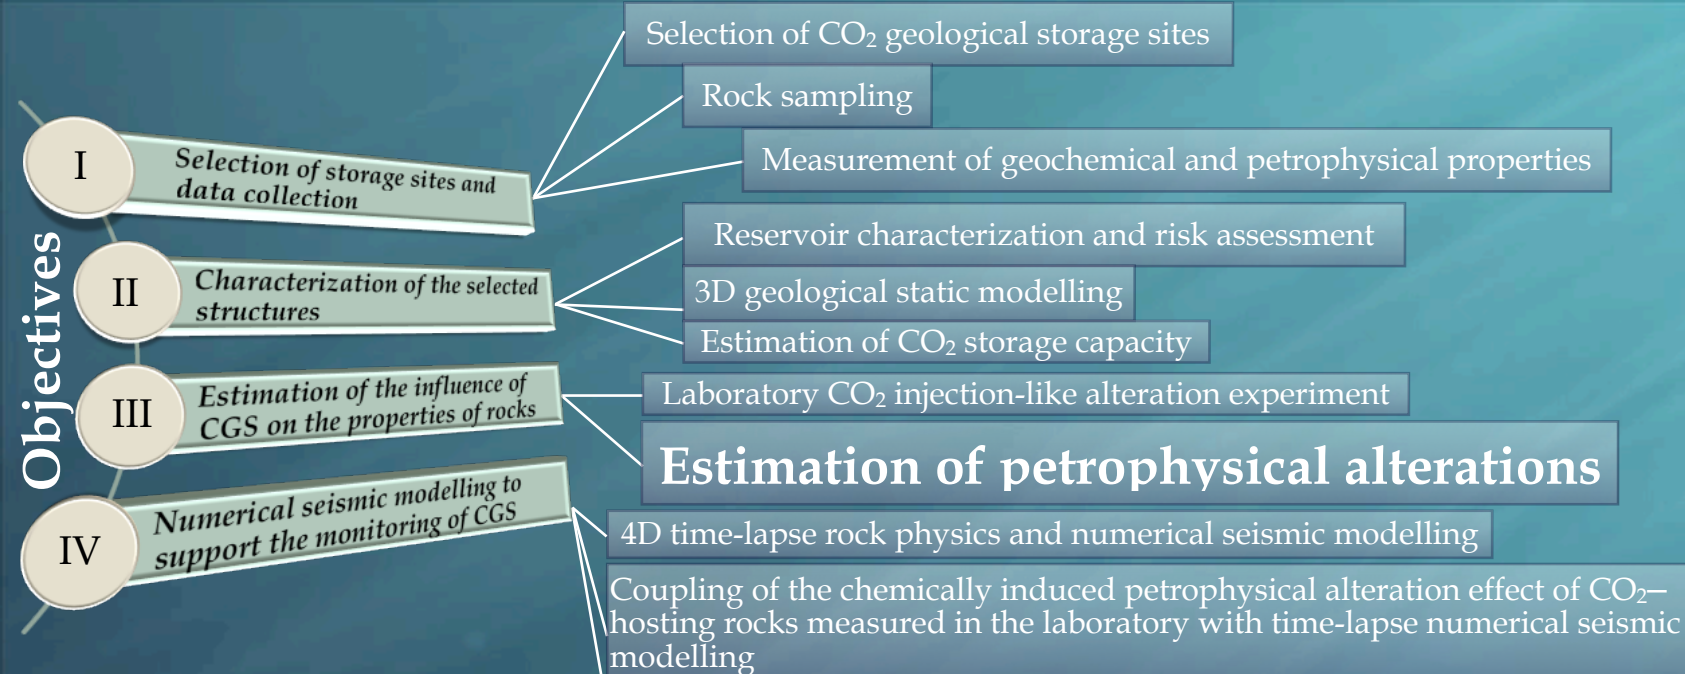 Objectives
I
Selection of storage sites and
data collection
Selection of CO₂ geological storage sites
Rock sampling
Measurement of geochemical and petrophysical properties
II
Characterization of the selected
structures
Reservoir characterization and risk assessment
3D geological static modelling
Estimation of CO₂ storage capacity
III
Estimation of the influence of
CGS on the properties of rocks
Laboratory CO₂ injection-like alteration experiment
Estimation of petrophysical alterations
IV
Numerical seismic modelling to
support the monitoring of CGS
4D time-lapse rock physics and numerical seismic modelling
Coupling of the chemically induced petrophysical alteration effect of CO₂–
hosting rocks measured in the laboratory with time-lapse numerical seismic
modelling